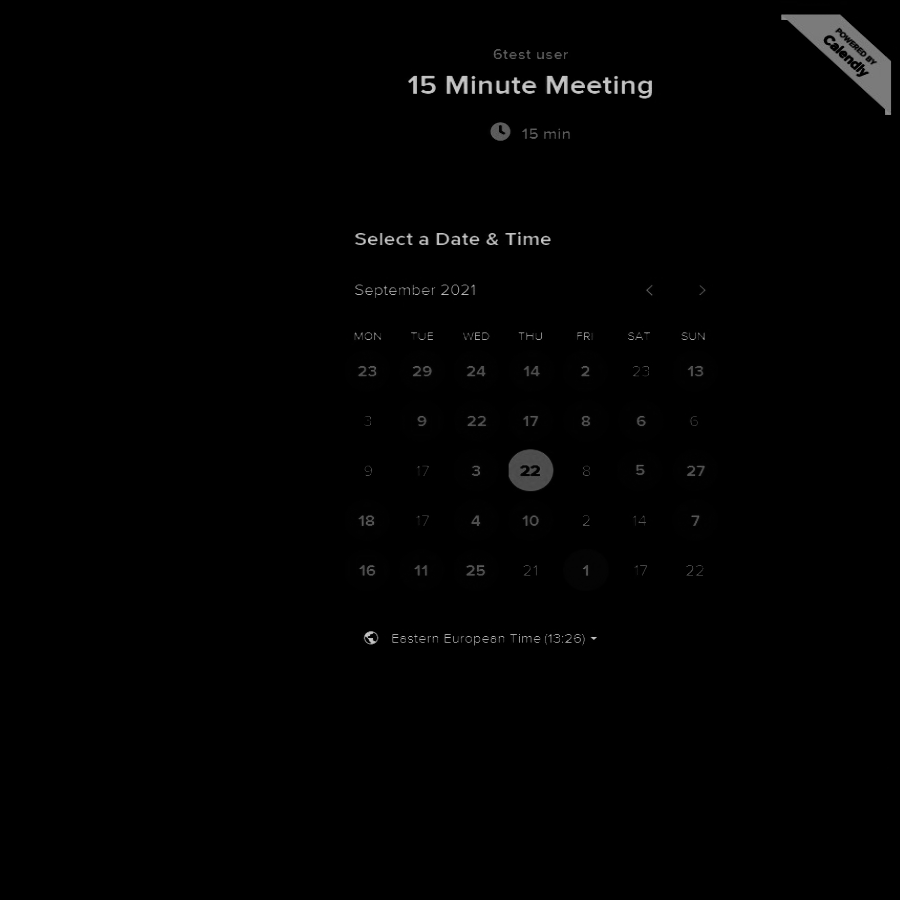 POWERED BY
Calendly
6test user
15 Minute Meeting
15 min
Select a Date & Time
September 2021
MON TUE WED THU FRI SAT SUN
23 29 24 14 2 23 13
3 9 22 17 8 6 6
9 17 3 22 8 5 27
18 17 4 10 2 14 7
16 11 25 21 1 17 22
Eastern European Time (13:26)